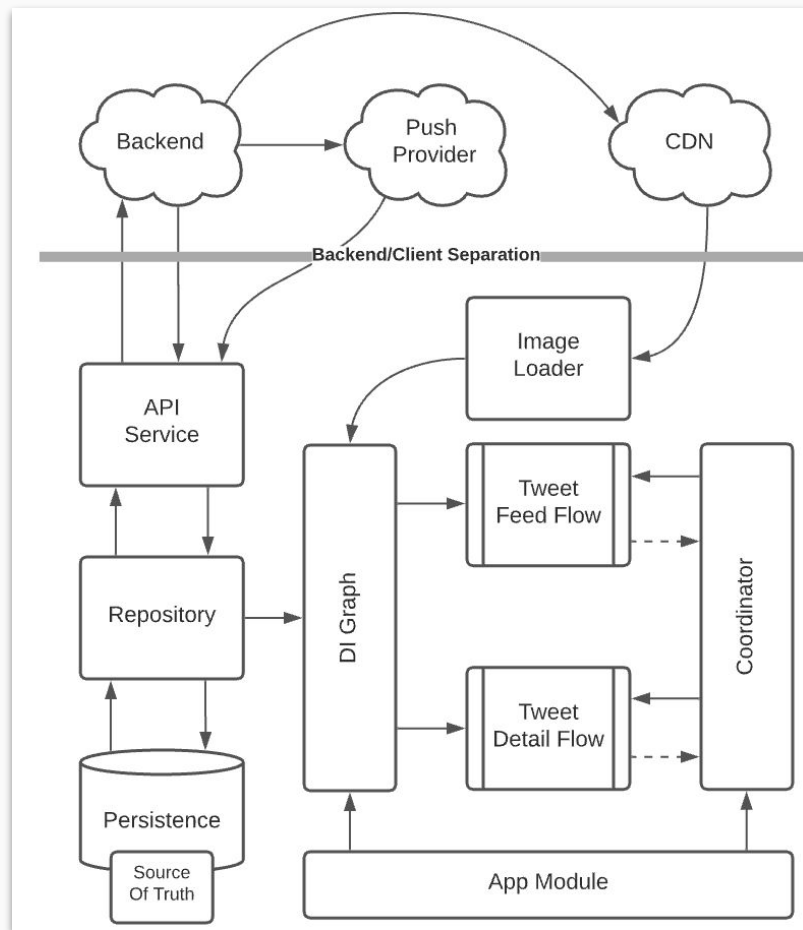 Backend
Push
Provider
CDN
Backend/Client Separation
Image
Loader
API
Service
Tweet
Feed Flow
Repository
DI Graph
Coordinator
Tweet
Detail Flow
Persistence
Source
Of Truth
App Module